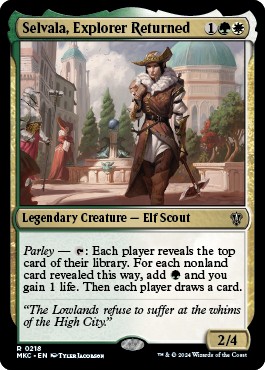 Selvala, Explorer Returned 1
Legendary Creature — Elf Scout
Parley — : Each player reveals the top
card of their library. For each nonland
card revealed this way, add and you
gain 1 life. Then each player draws a card.
“The Lowlands refuse to suffer at the whims
of the High City.”
2/4
R 0218
MKC • EN Tyler Jacobson
™ & © 2024 Wizards of the Coast